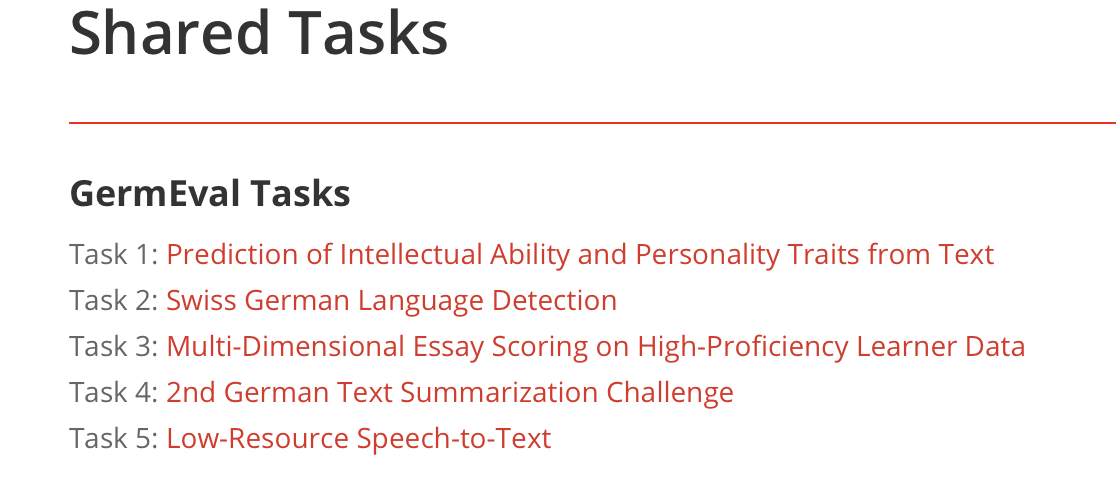 Shared Tasks
GermEval Tasks
Task 1: Prediction of Intellectual Ability and Personality Traits from Text
Task 2: Swiss German Language Detection
Task 3: Multi-Dimensional Essay Scoring on High-Proficiency Learner Data
Task 4: 2nd German Text Summarization Challenge
Task 5: Low-Resource Speech-to-Text